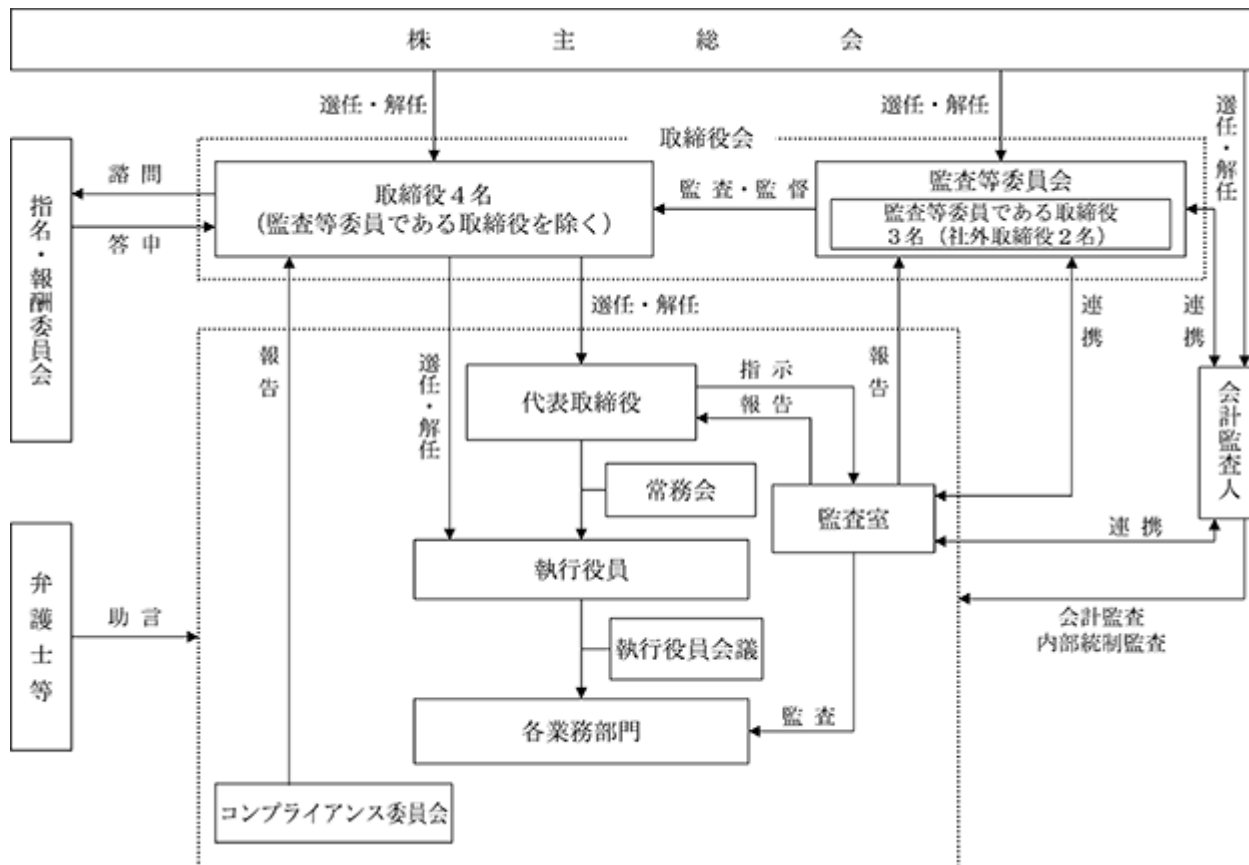 株主総会
選任・解任
選任・解任
選任・解任
取締役会
指名・報酬委員会
諮問
答申
取締役4名
(監査等委員である取締役を除く)
監査・監督
監査等委員会
監査等委員である取締役
3名(社外取締役2名)
選任・解任
選任・解任
報告
報告
連携
連携
代表取締役
指示
報告
会計監査人
常務会
監査室
連携
執行役員
弁護士等
助言
会計監査
内部統制監査
執行役員会議
各業務部門
監査
コンプライアンス委員会